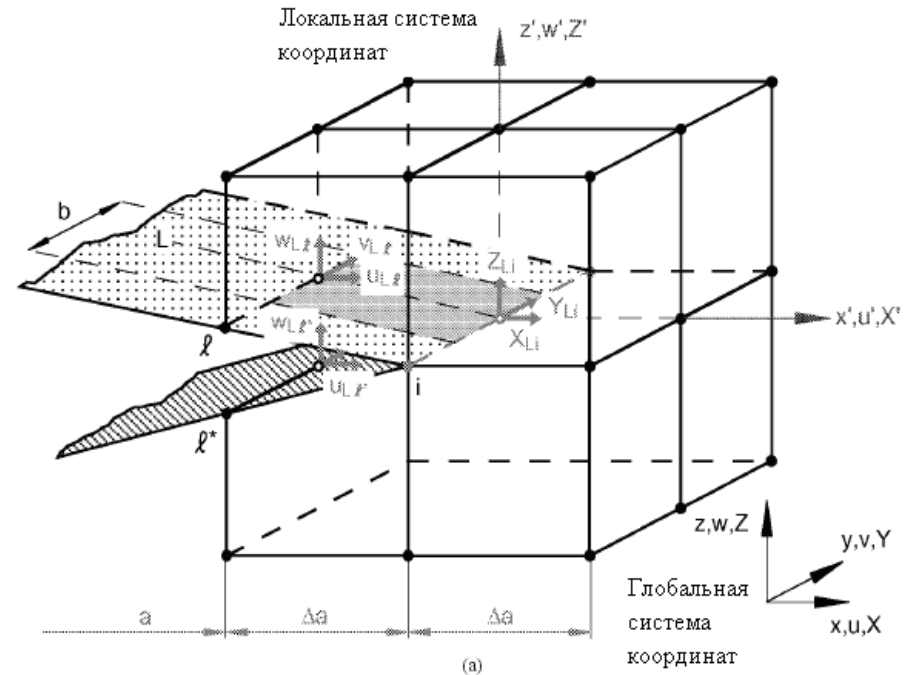 Локальная система
координат
z',w',Z'
b
L
w_Lℓ
v_Lℓ
u_Lℓ
Z_Li
Y_Li
X_Li
x',u',X'
ℓ
w_Lℓ*
u_Lℓ*
i
ℓ*
z,w,Z
y,v,Y
x,u,X
Глобальная
система
координат
a
Δa
Δa
(a)